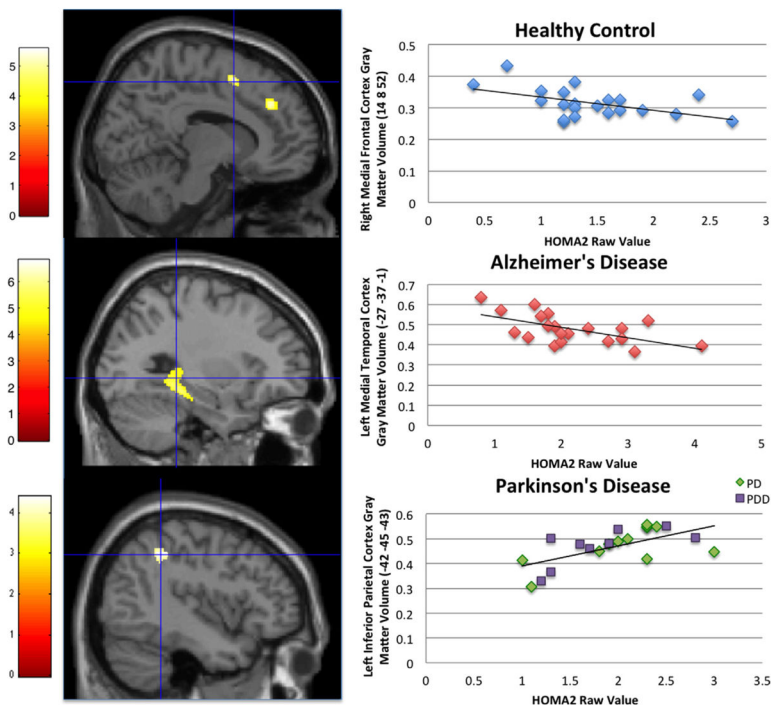 5
4
3
2
1
0
Healthy Control
Right Medial Frontal Cortex Gray
Matter Volume (14 8 52)
0.5
0.4
0.3
0.2
0.1
0
0 0.5 1 1.5 2 2.5 3
HOMA2 Raw Value
6
5
4
3
2
1
0
Alzheimer's Disease
Left Medial Temporal Cortex
Gray Matter Volume (-27 -37 -1)
0.7
0.6
0.5
0.4
0.3
0.2
0.1
0
0 1 2 3 4 5
HOMA2 Raw Value
4
3
2
1
0
Parkinson's Disease
PD
PDD
Left Inferior Parietal Cortex Gray
Matter Volume (-42 -45 -43)
0.6
0.5
0.4
0.3
0.2
0.1
0
0 0.5 1 1.5 2 2.5 3 3.5
HOMA2 Raw Value